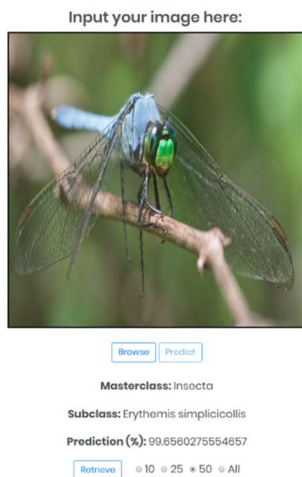 Input your image here:
Browse Predict
Masterclass: Insecta
Subclass: Erythemis simplicicollis
Prediction (%): 99.6560275554657
Retrieve 10 25 50 All